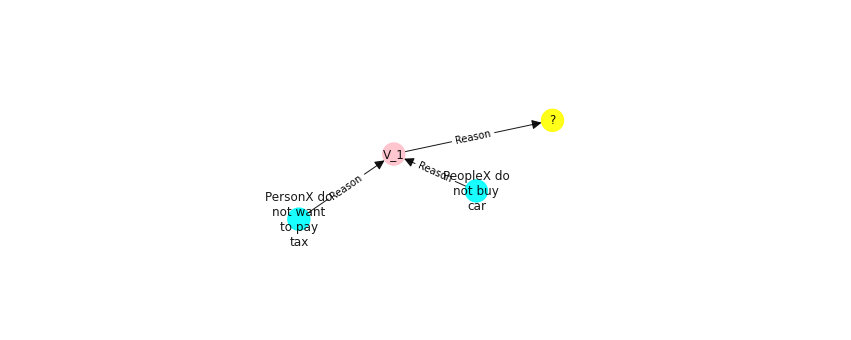 ?
Reason
V_1
Reason
PeopleX do
not buy
car
Reason
PersonX do
not want
to pay
tax